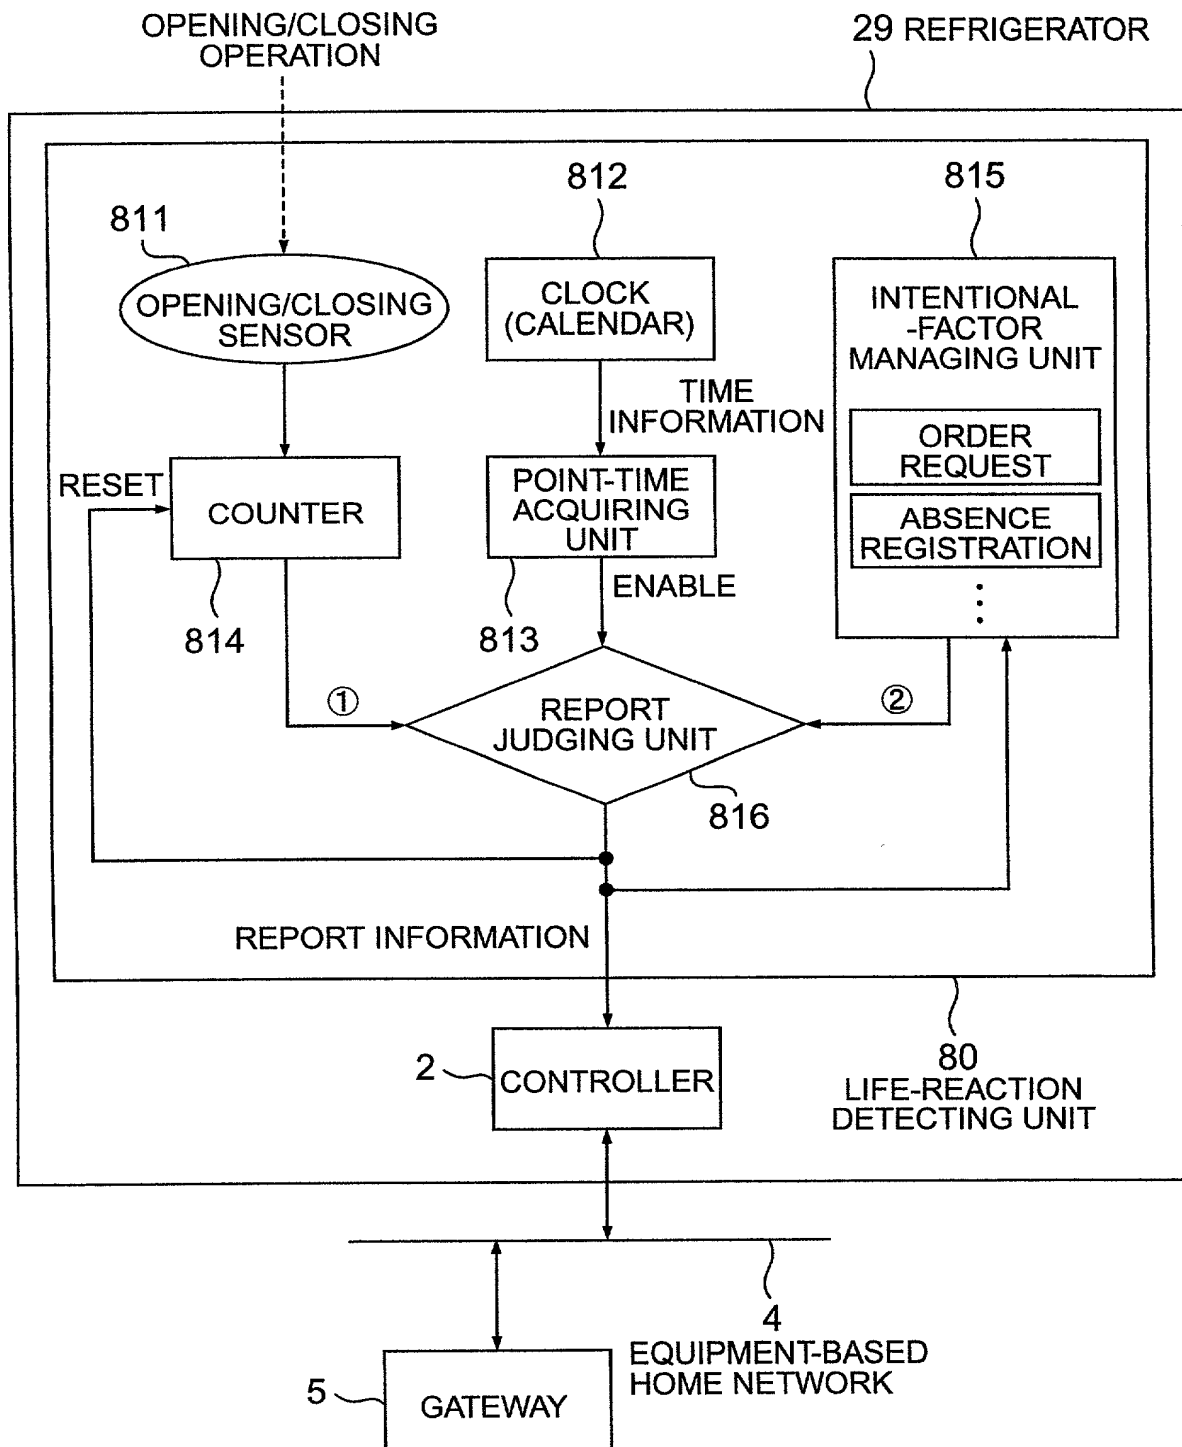 OPENING/CLOSING
OPERATION
29 REFRIGERATOR
811
812
815
OPENING/CLOSING
SENSOR
CLOCK
(CALENDAR)
INTENTIONAL
-FACTOR
MANAGING UNIT
TIME
INFORMATION
ORDER
REQUEST
RESET
COUNTER
POINT-TIME
ACQUIRING
UNIT
ABSENCE
REGISTRATION
ENABLE
814
813
①
②
REPORT
JUDGING UNIT
816
REPORT INFORMATION
2
CONTROLLER
80
LIFE-REACTION
DETECTING UNIT
4
EQUIPMENT-BASED
HOME NETWORK
5
GATEWAY